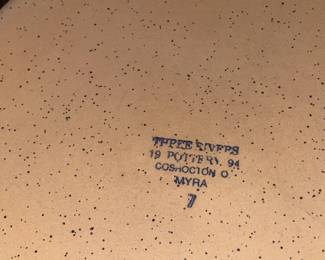 THREE RIVERS
19 POTTERY. 94
COSHOCTON O
MYRA
7